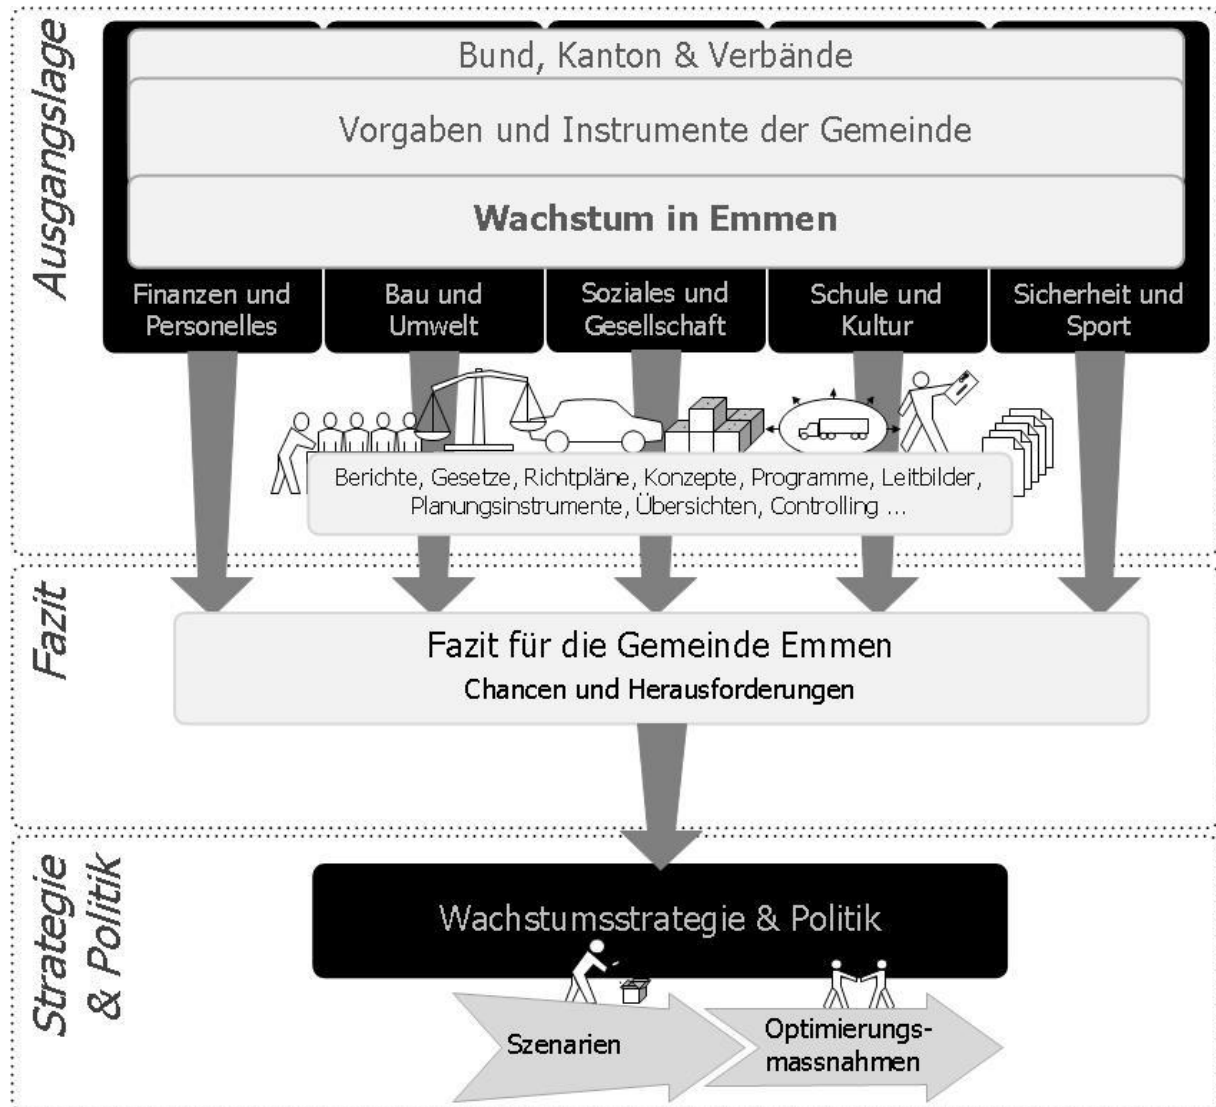 Ausgangslage
Bund, Kanton & Verbände
Vorgaben und Instrumente der Gemeinde
Wachstum in Emmen
Finanzen und
Personelles
Bau und
Umwelt
Soziales und
Gesellschaft
Schule und
Kultur
Sicherheit und
Sport
Berichte, Gesetze, Richtpläne, Konzepte, Programme, Leitbilder,
Planungsinstrumente, Übersichten, Controlling ...
Fazit
Fazit für die Gemeinde Emmen
Chancen und Herausforderungen
Strategie
& Politik
Wachstumsstrategie & Politik
Szenarien
Optimierungs-
massnahmen